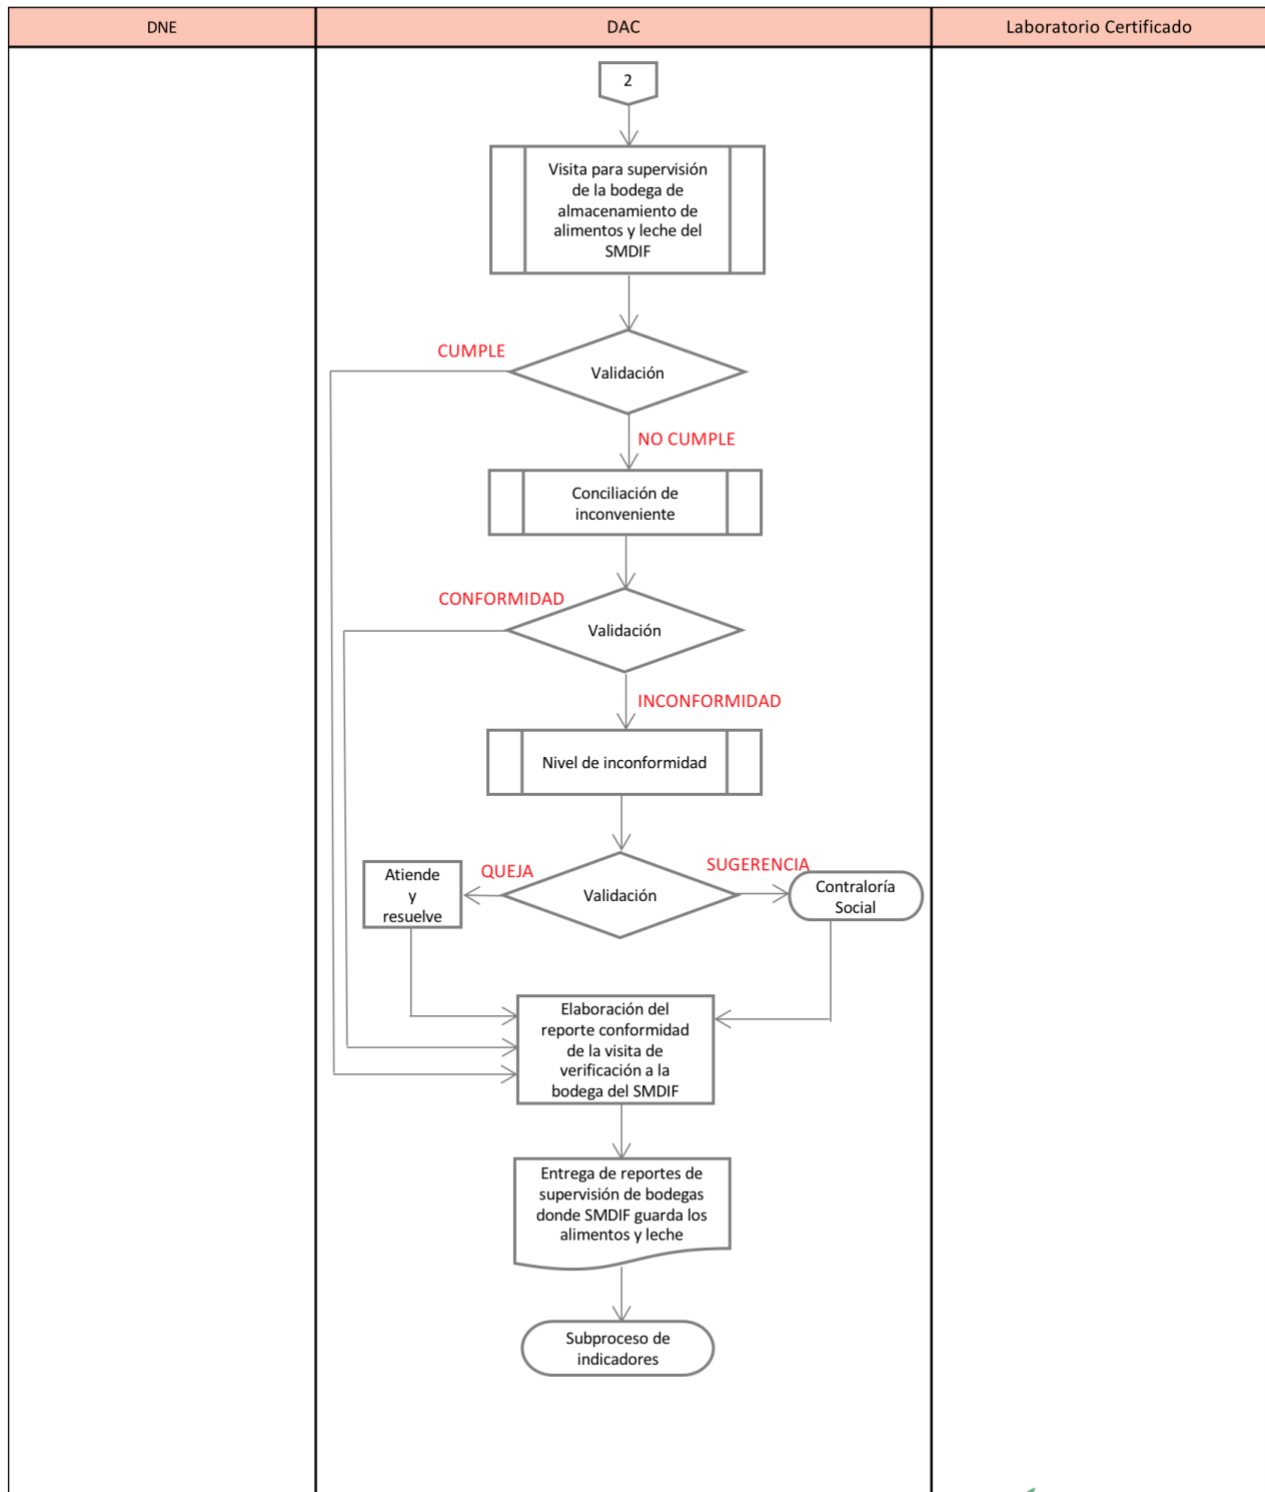 DNE
DAC
Laboratorio Certificado
2
Visita para supervisión
de la bodega de
almacenamiento de
alimentos y leche del
SMDIF
CUMPLE
Validación
NO CUMPLE
Conciliación de
inconveniente
CONFORMIDAD
Validación
INCONFORMIDAD
Nivel de inconformidad
Atiende
y
resuelve
QUEJA
Validación
SUGERENCIA
Contraloría
Social
Elaboración del
reporte conformidad
de la visita de
verificación a la
bodega del SMDIF
Entrega de reportes de
supervisión de bodegas
donde SMDIF guarda los
alimentos y leche
Subproceso de
indicadores